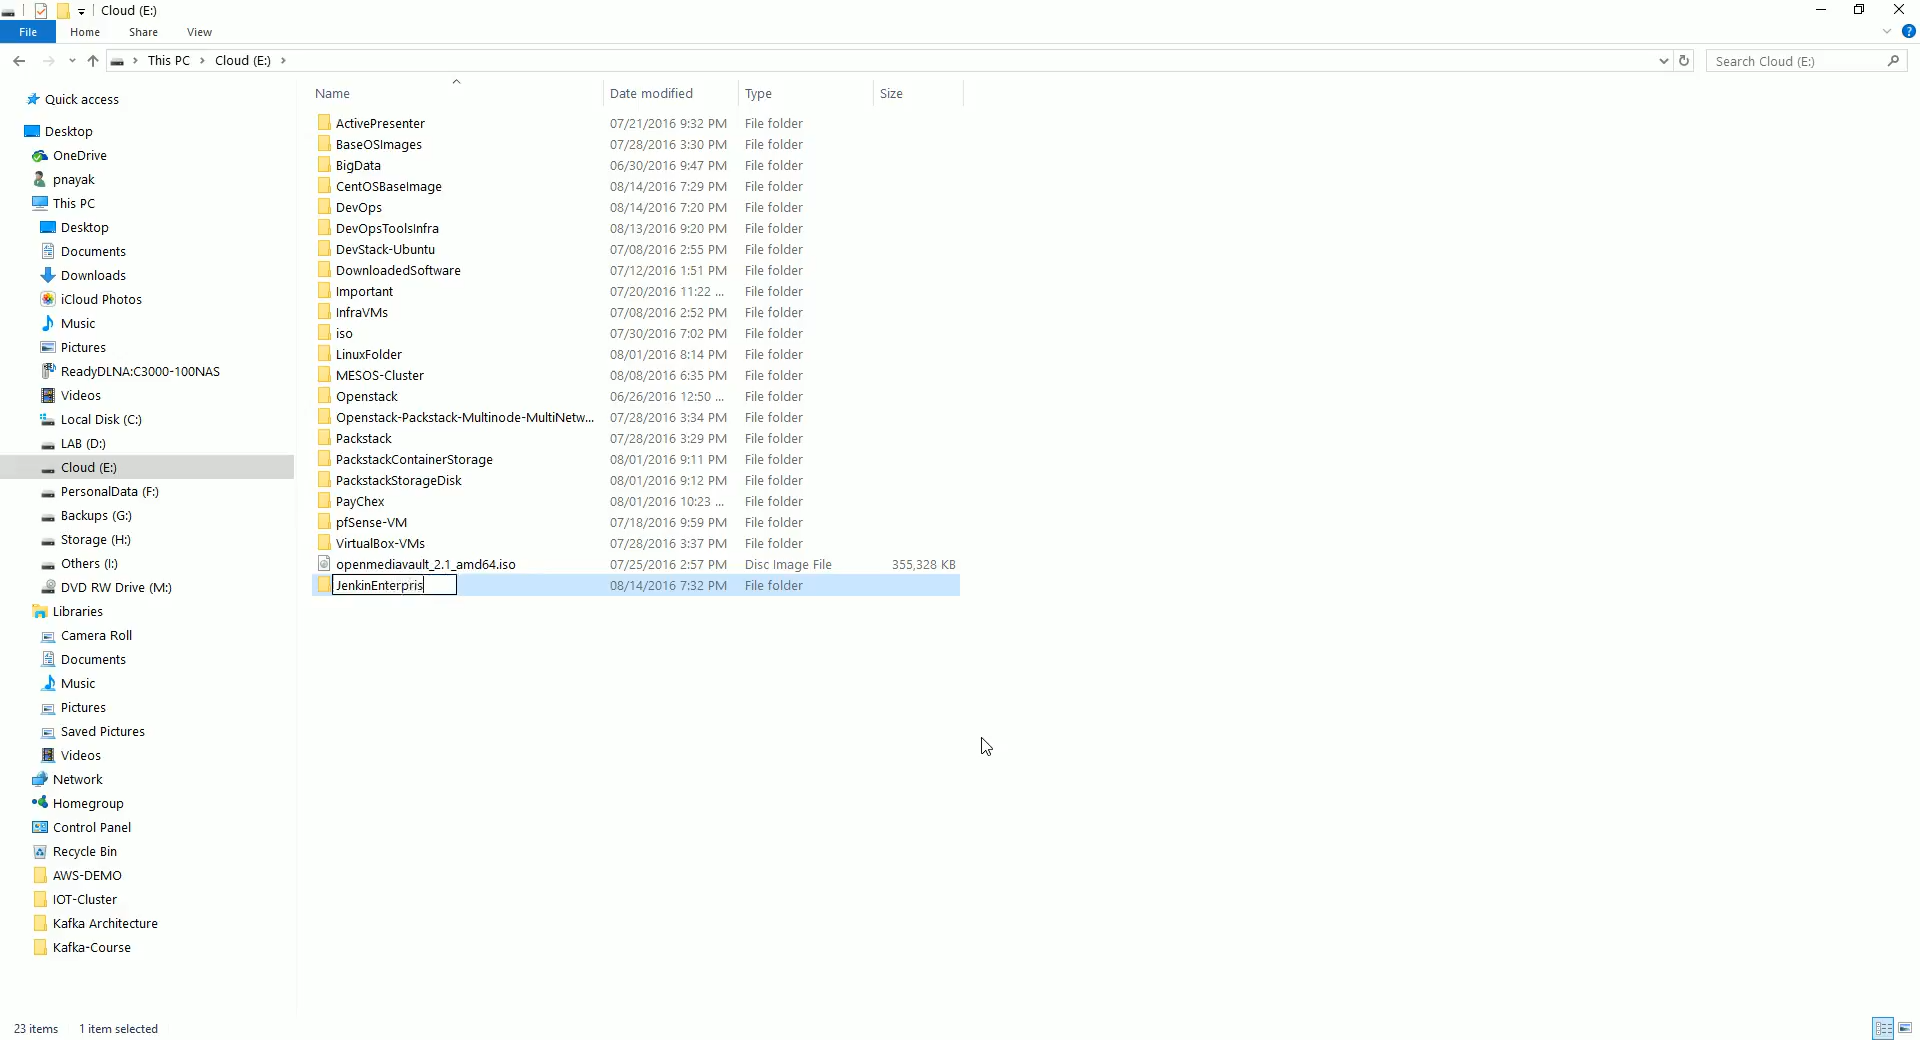 Cloud (E:)
File Home Share View
This PC Cloud (E:) Search Cloud (E:)
Name Date modified Type Size
Quick access
Desktop
OneDrive
pnayak
This PC
Desktop
Documents
Downloads
iCloud Photos
Music
Pictures
ReadyDLNA:C3000-100NAS
Videos
Local Disk (C:)
LAB (D:)
Cloud (E:)
PersonalData (F:)
Backups (G:)
Storage (H:)
Others (I:)
DVD RW Drive (M:)
Libraries
Camera Roll
Documents
Music
Pictures
Saved Pictures
Videos
Network
Homegroup
Control Panel
Recycle Bin
AWS-DEMO
IOT-Cluster
Kafka Architecture
Kafka-Course
ActivePresenter 07/21/2016 9:32 PM File folder
BaseOSImages 07/28/2016 3:30 PM File folder
BigData 06/30/2016 9:47 PM File folder
CentOSBaseImage 08/14/2016 7:29 PM File folder
DevOps 08/14/2016 7:20 PM File folder
DevOpsToolsInfra 08/13/2016 9:20 PM File folder
DevStack-Ubuntu 07/08/2016 2:55 PM File folder
DownloadedSoftware 07/12/2016 1:51 PM File folder
Important 07/20/2016 11:22 ... File folder
InfraVMs 07/08/2016 2:52 PM File folder
iso 07/30/2016 7:02 PM File folder
LinuxFolder 08/01/2016 8:14 PM File folder
MESOS-Cluster 08/08/2016 6:35 PM File folder
Openstack 06/26/2016 12:50 ... File folder
Openstack-Packstack-Multinode-MultiNetw... 07/28/2016 3:34 PM File folder
Packstack 07/28/2016 3:29 PM File folder
PackstackContainerStorage 08/01/2016 9:11 PM File folder
PackstackStorageDisk 08/01/2016 9:12 PM File folder
PayChex 08/01/2016 10:23 ... File folder
pfSense-VM 07/18/2016 9:59 PM File folder
VirtualBox-VMs 07/28/2016 3:37 PM File folder
openmediavault_2.1_amd64.iso 07/25/2016 2:57 PM Disc Image File 355,328 KB
JenkinEnterpris 08/14/2016 7:32 PM File folder
23 items 1 item selected